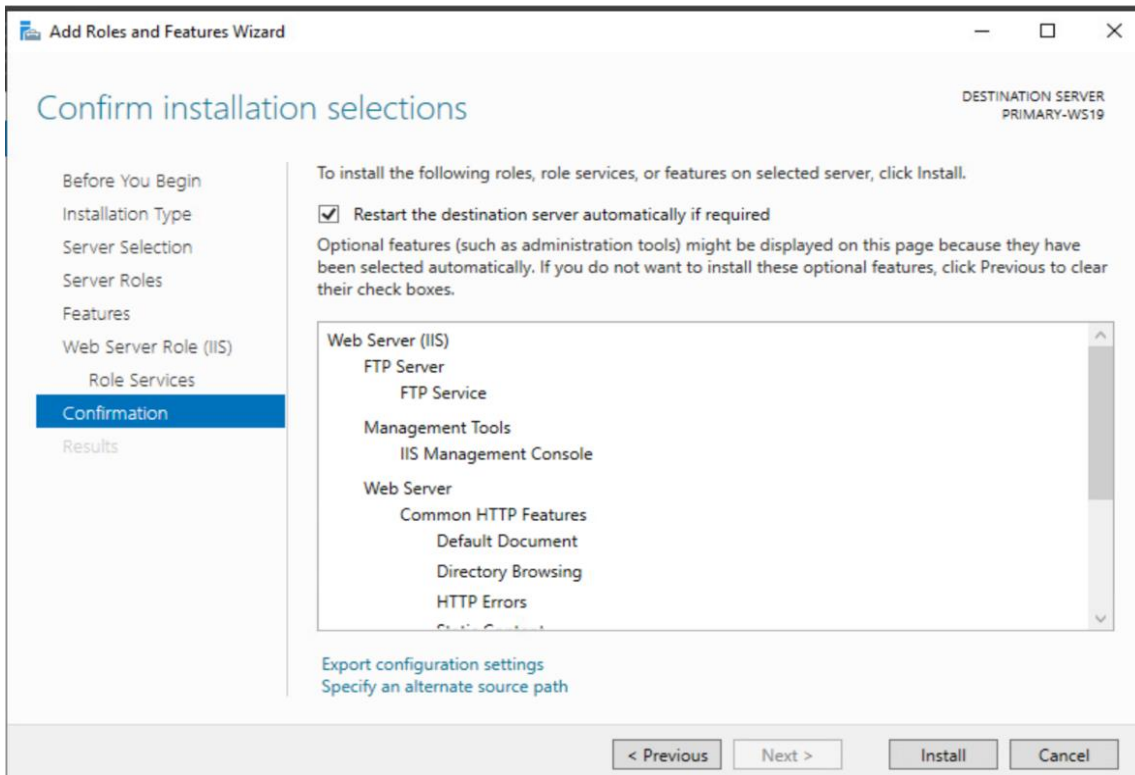 Add Roles and Features Wizard
Confirm installation selections
DESTINATION SERVER
PRIMARY-WS19
Before You Begin
Installation Type
Server Selection
Server Roles
Features
Web Server Role (IIS)
Role Services
Confirmation
Results
To install the following roles, role services, or features on selected server, click Install.
Restart the destination server automatically if required
Optional features (such as administration tools) might be displayed on this page because they have
been selected automatically. If you do not want to install these optional features, click Previous to clear
their check boxes.
Web Server (IIS)
FTP Server
FTP Service
Management Tools
IIS Management Console
Web Server
Common HTTP Features
Default Document
Directory Browsing
HTTP Errors
Export configuration settings
Specify an alternate source path
< Previous
Next >
Install
Cancel